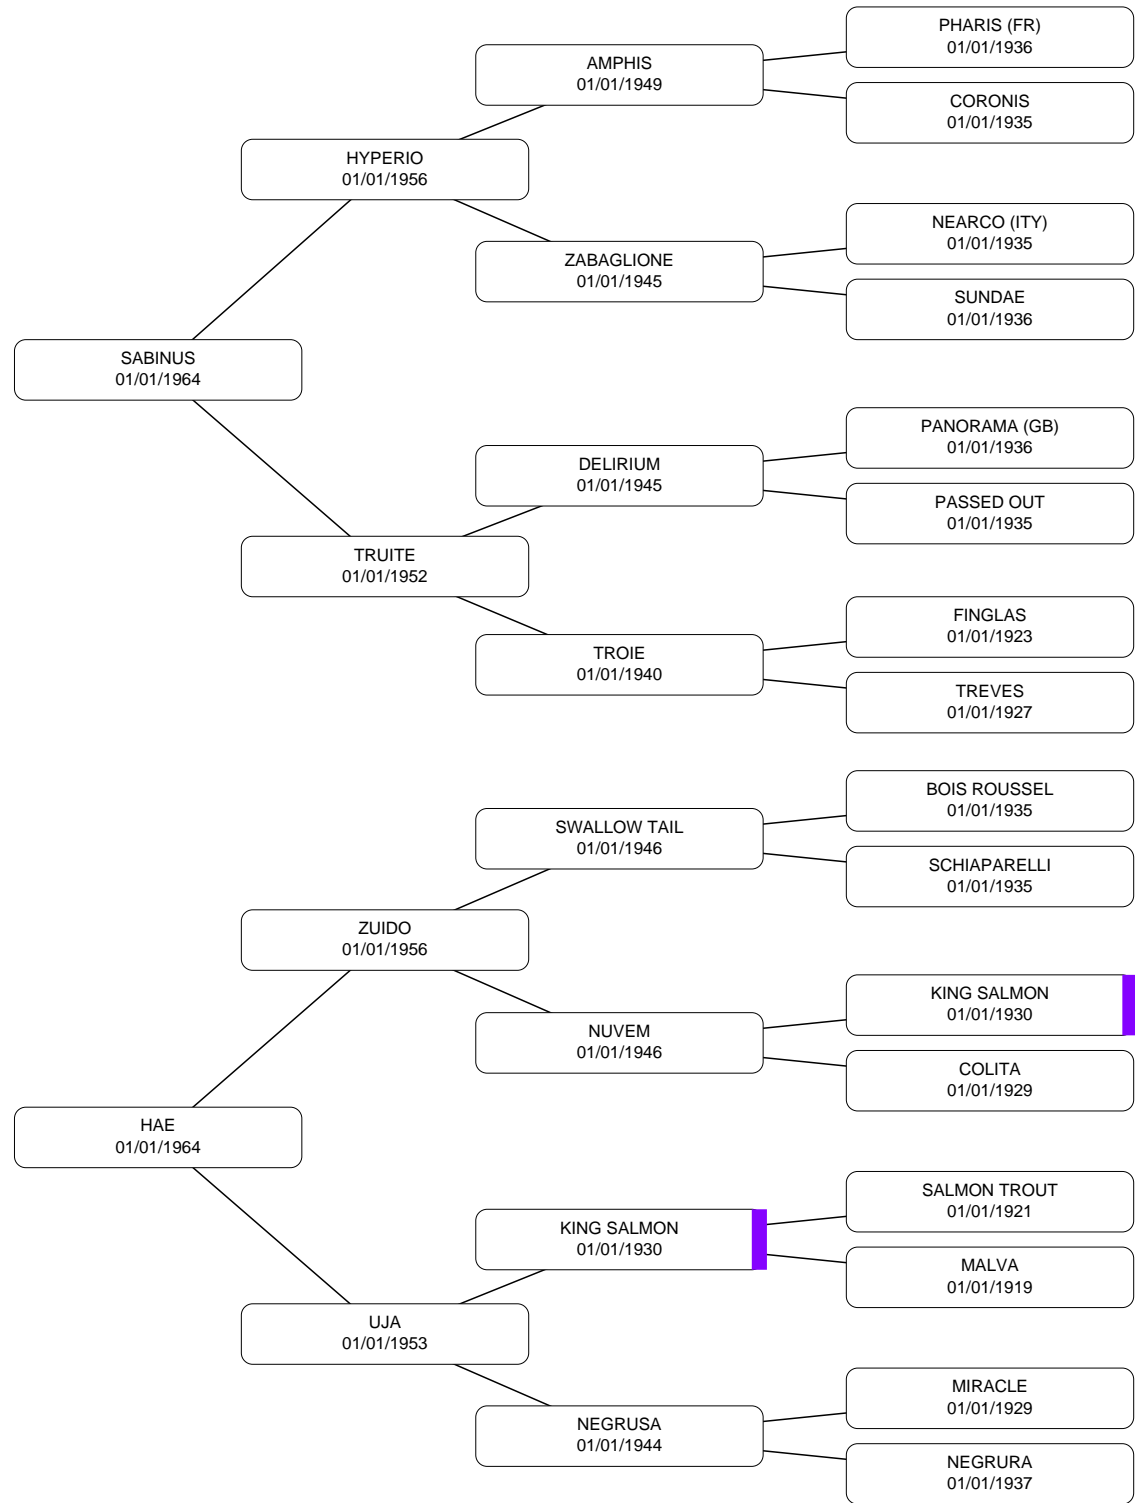 PHARIS (FR)
01/01/1936
AMPHIS
01/01/1949
CORONIS
01/01/1935
HYPERIO
01/01/1956
NEARCO (ITY)
01/01/1935
ZABAGLIONE
01/01/1945
SUNDAE
01/01/1936
SABINUS
01/01/1964
PANORAMA (GB)
01/01/1936
DELIRIUM
01/01/1945
PASSED OUT
01/01/1935
TRUITE
01/01/1952
FINGLAS
01/01/1923
TROIE
01/01/1940
TREVES
01/01/1927
BOIS ROUSSEL
01/01/1935
SWALLOW TAIL
01/01/1946
SCHIAPARELLI
01/01/1935
ZUIDO
01/01/1956
KING SALMON
01/01/1930
NUVEM
01/01/1946
COLITA
01/01/1929
HAE
01/01/1964
SALMON TROUT
01/01/1921
KING SALMON
01/01/1930
MALVA
01/01/1919
UJA
01/01/1953
MIRACLE
01/01/1929
NEGRUSA
01/01/1944
NEGRURA
01/01/1937